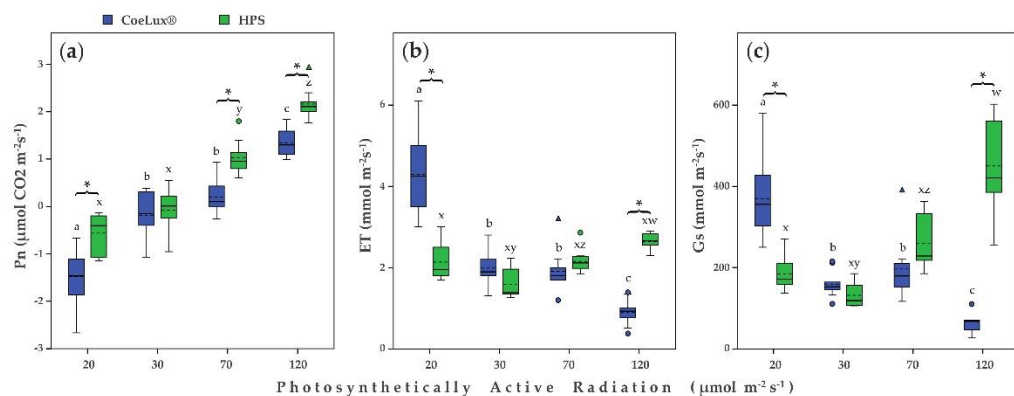 CoeLux® HPS
(a)
Pn (μmol CO2 m⁻²s⁻¹)
3
2
1
0
-1
-2
-3
a
*
x
b
x
b
*
y
c
*
z
20 30 70 120
(b)
ET (mmol m⁻²s⁻¹)
6
4
2
0
a
*
x
b
xy
b
xz
c
*
xw
20 30 70 120
(c)
Gs (mmol m⁻²s⁻¹)
600
400
200
0
a
*
x
b
xy
b
xz
c
*
w
20 30 70 120
Photosynthetically Active Radiation (μmol m⁻² s⁻¹)